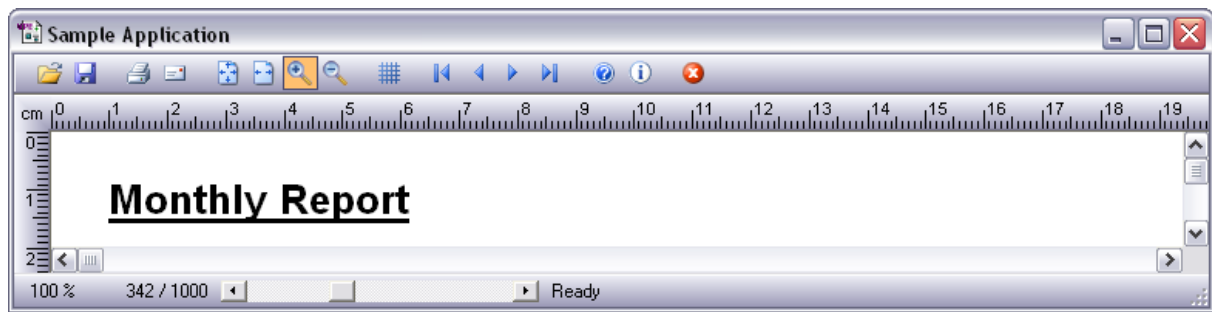 Sample Application
cm 0 1 2 3 4 5 6 7 8 9 10 11 12 13 14 15 16 17 18 19
0
1
2
Monthly Report
100 % 342 / 1000 Ready